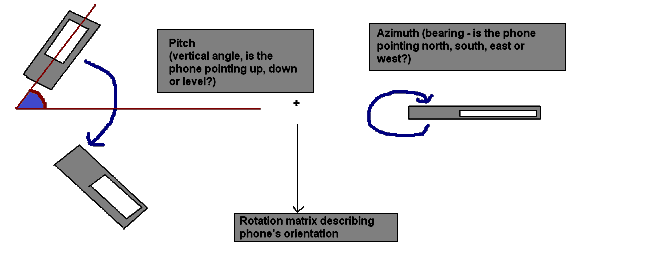 Pitch
(vertical angle, is the
phone pointing up, down
or level?)
Azimuth (bearing - is the phone
pointing north, south, east or
west?)
+
Rotation matrix describing
phone's orientation